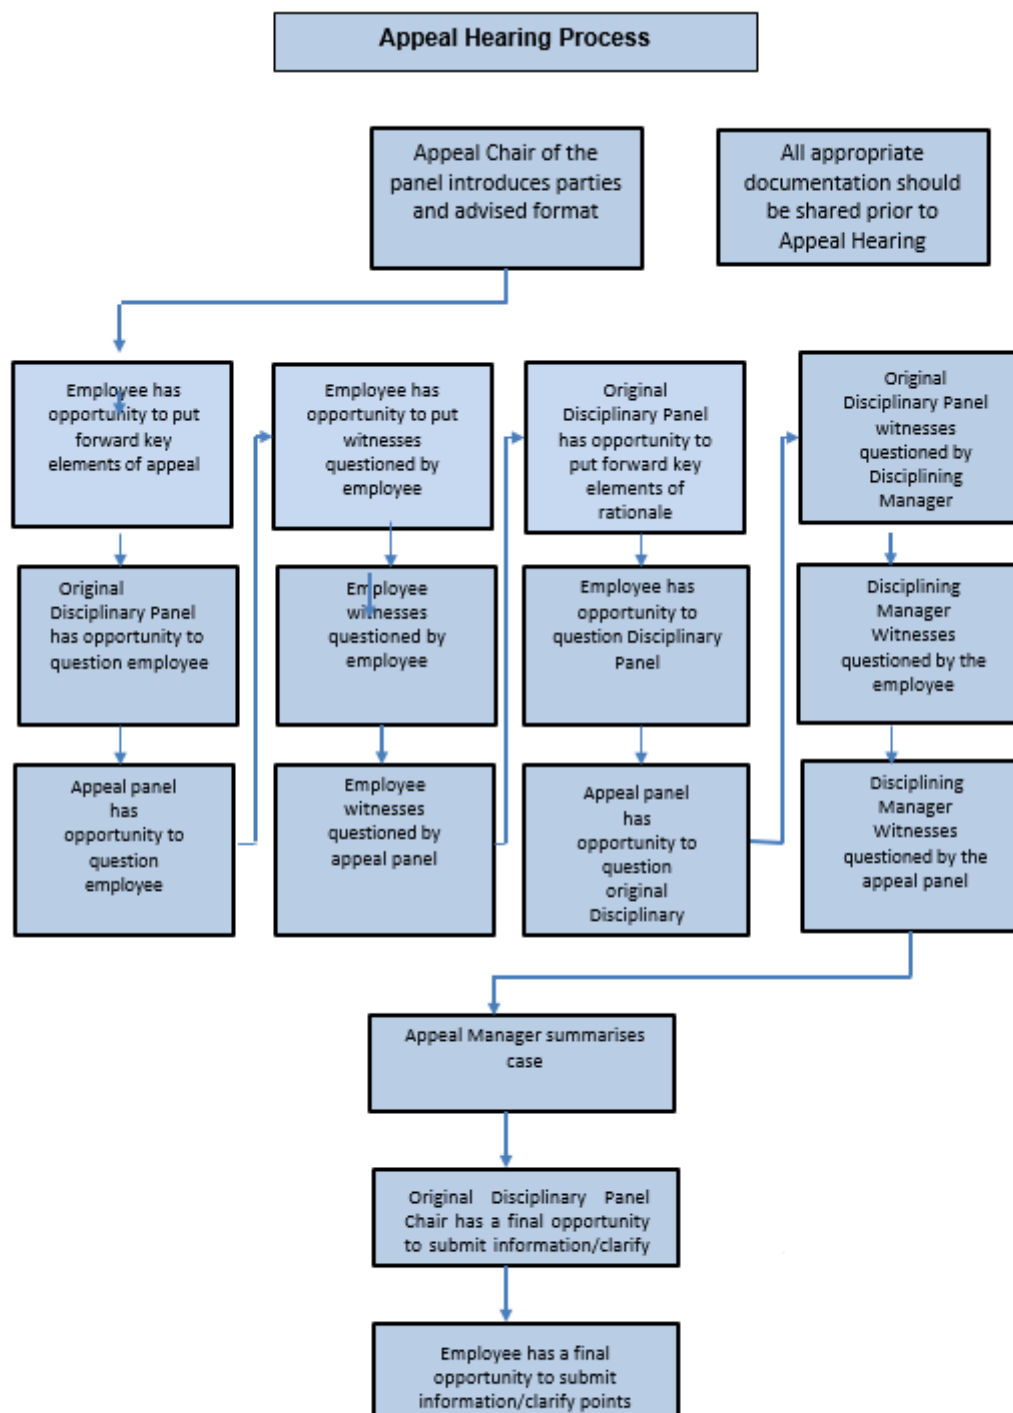 Appeal Hearing Process
Appeal Chair of the
panel introduces parties
and advised format
All appropriate
documentation should
be shared prior to
Appeal Hearing
Employee has
opportunity to put
forward key
elements of appeal
Original
Disciplinary Panel
has opportunity to
question employee
Appeal panel
has
opportunity to
question
employee
Employee has
opportunity to put
witnesses
questioned by
employee
Employee
witnesses
questioned by
employee
Employee
witnesses
questioned by
appeal panel
Original
Disciplinary Panel
has opportunity to
put forward key
elements of
rationale
Employee has
opportunity to
question Disciplinary
Panel
Appeal panel
has
opportunity to
question
original
Disciplinary
Original
Disciplinary Panel
witnesses
questioned by
Disciplining
Manager
Disciplining
Manager
Witnesses
questioned by the
employee
Disciplining
Manager
Witnesses
questioned by the
appeal panel
Appeal Manager summarises
case
Original Disciplinary Panel
Chair has a final opportunity
to submit information/clarify
Employee has a final
opportunity to submit
information/clarify points